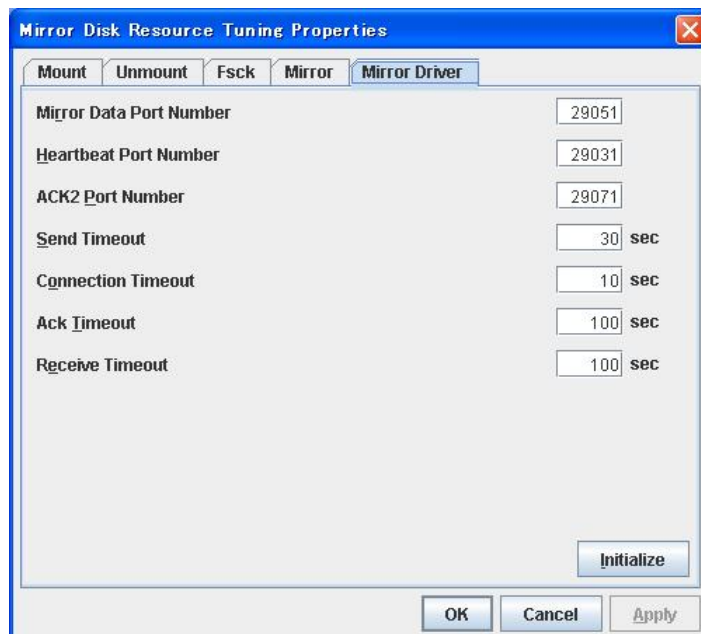 Mirror Disk Resource Tuning Properties
Mount Unmount Fsck Mirror Mirror Driver
Mirror Data Port Number 29051
Heartbeat Port Number 29031
ACK2 Port Number 29071
Send Timeout 30 sec
Connection Timeout 10 sec
Ack Timeout 100 sec
Receive Timeout 100 sec
Initialize
OK Cancel Apply